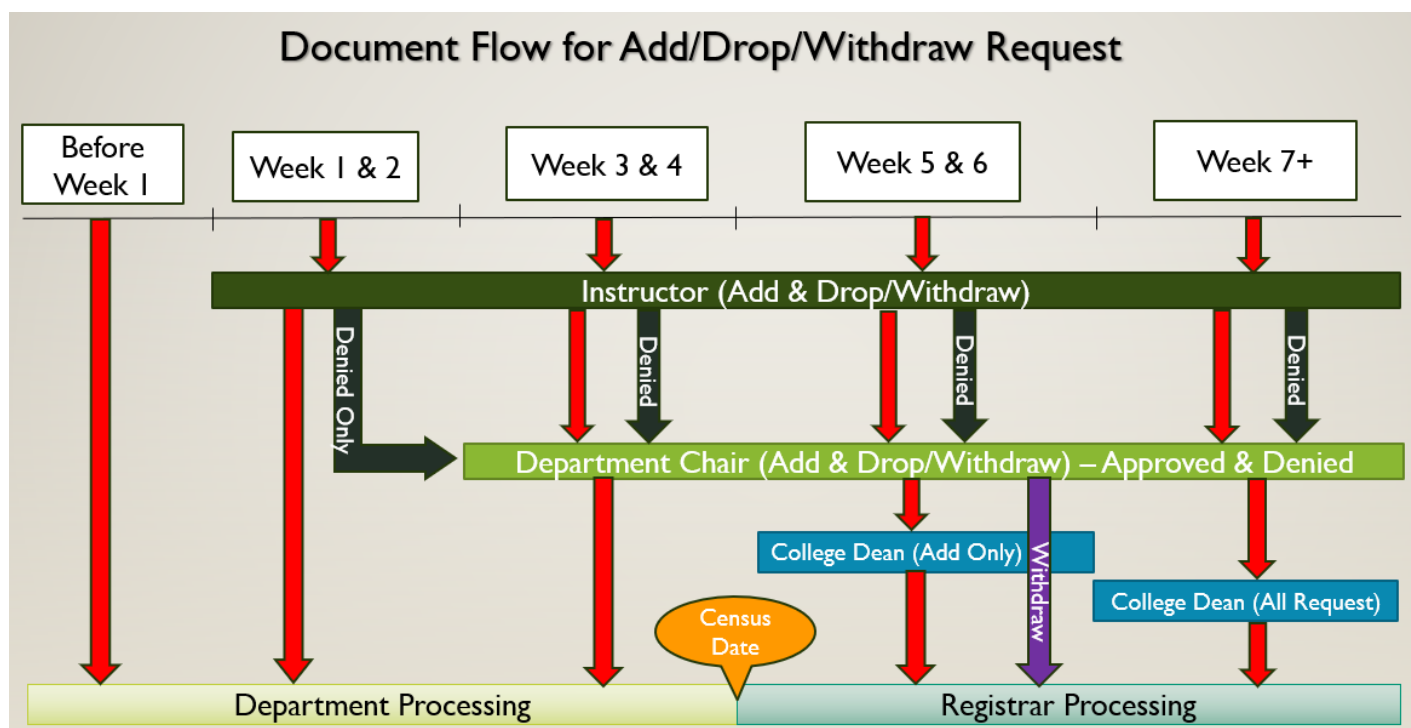 Document Flow for Add/Drop/Withdraw Request
Before
Week 1
Week 1 & 2
Week 3 & 4
Week 5 & 6
Week 7+
Instructor (Add & Drop/Withdraw)
Denied Only
Denied
Denied
Denied
Department Chair (Add & Drop/Withdraw) – Approved & Denied
College Dean (Add Only)
Withdraw
College Dean (All Request)
Census
Date
Department Processing
Registrar Processing